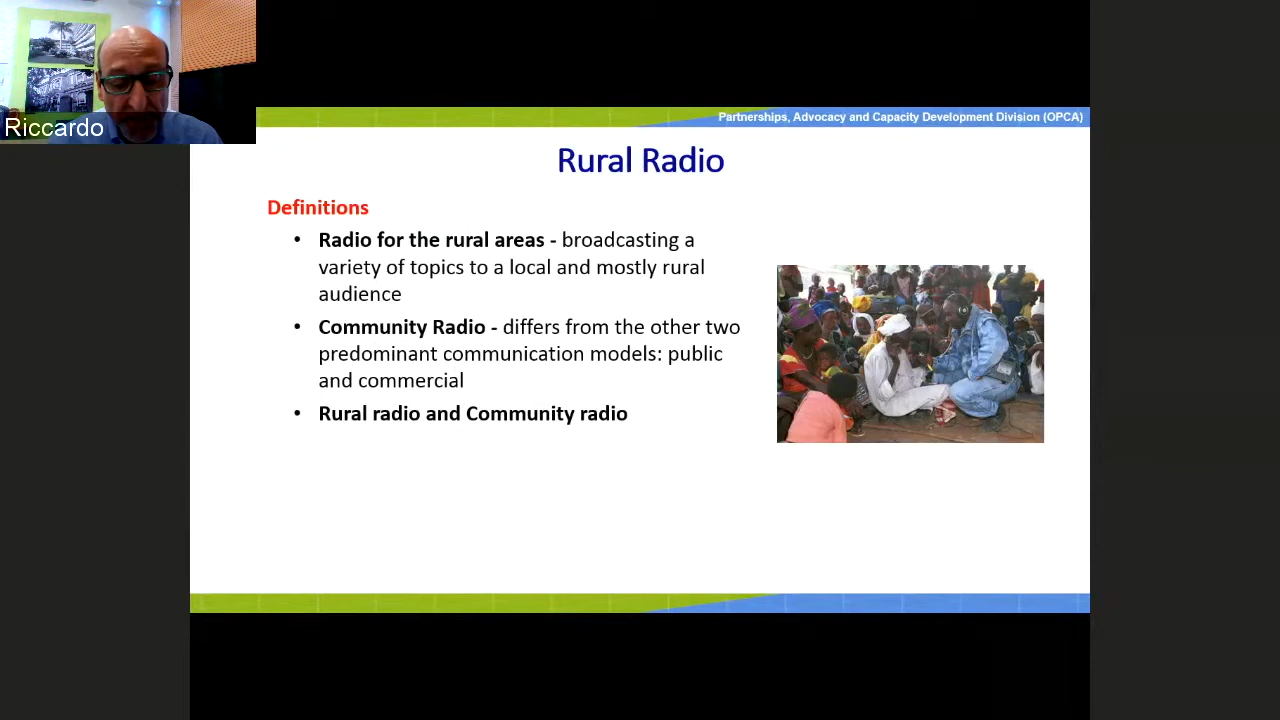 Riccardo
Partnerships, Advocacy and Capacity Development Division (OPCA)
Rural Radio
Definitions
• Radio for the rural areas - broadcasting a
variety of topics to a local and mostly rural
audience
• Community Radio - differs from the other two
predominant communication models: public
and commercial
• Rural radio and Community radio